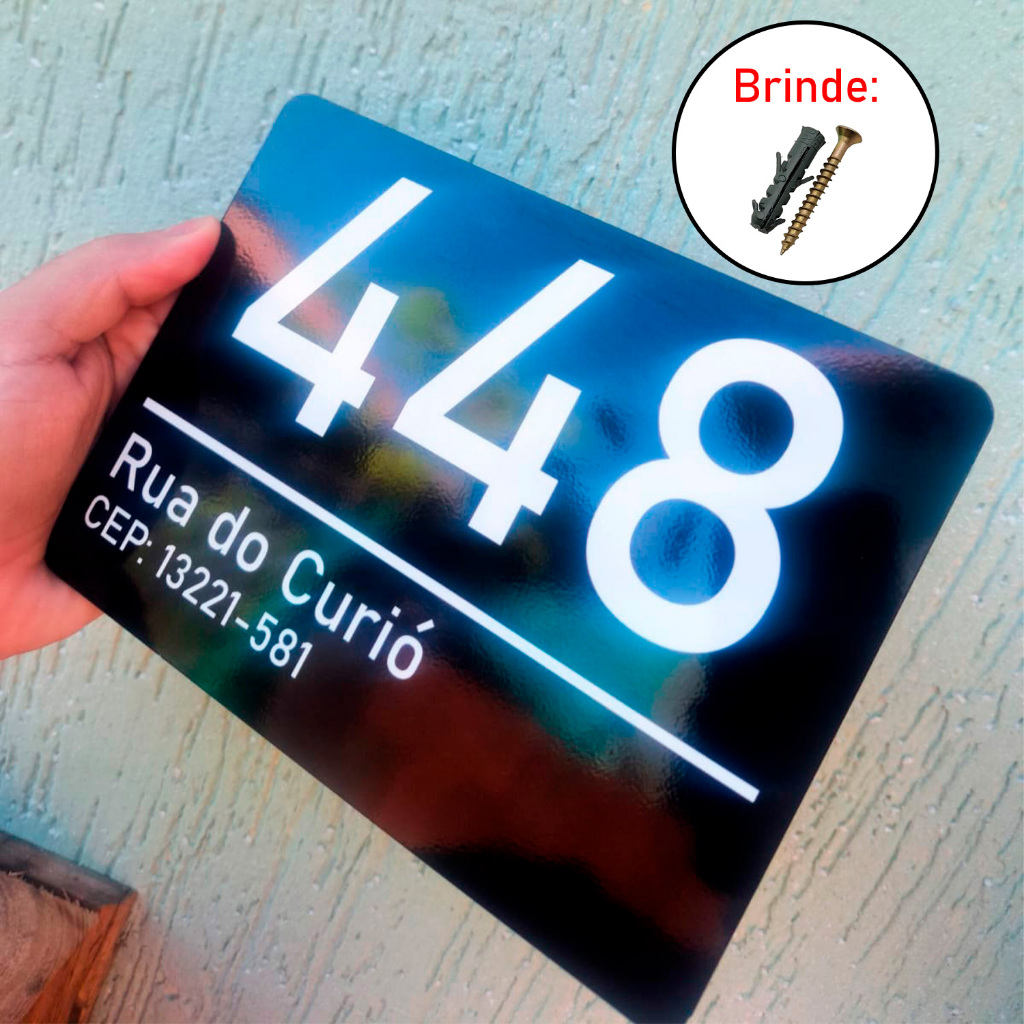 Brinde:
448
Rua do Curió
CEP: 13221-581